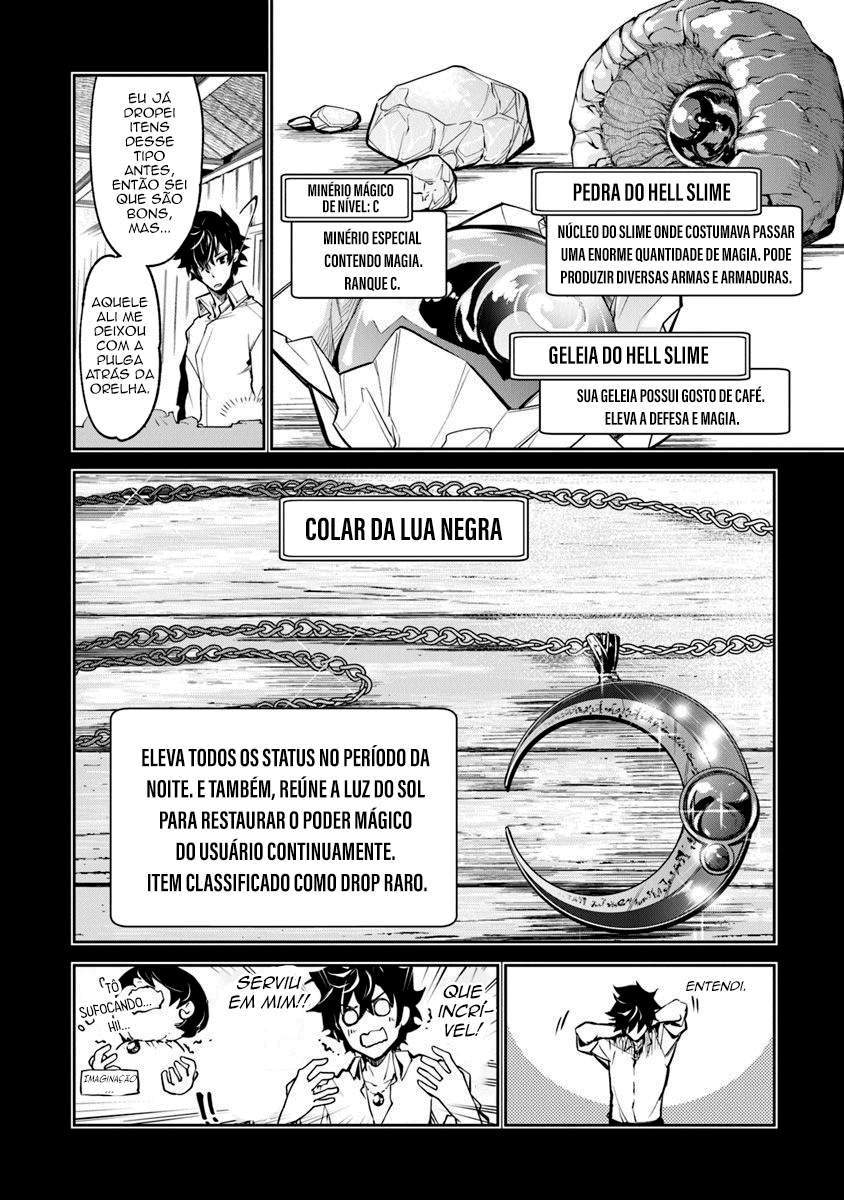 PEDRA DO HELL SLIME
NÚCLEO DO SLIME ONDE COSTUMAVA PASSAR
UMA ENORME QUANTIDADE DE MAGIA. PODE
PRODUZIR DIVERSAS ARMAS E ARMADURAS.
MINÉRIO MÁGICO
DE NÍVEL: C
MINÉRIO ESPECIAL
CONTENDO MAGIA.
RANQUE C.
GELEIA DO HELL SLIME
SUA GELEIA POSSUI GOSTO DE CAFÉ.
ELEVA A DEFESA E MAGIA.
EU JÁ
DROPEI
ITENS
DESSE
TIPO
ANTES,
ENTÃO SEI
QUE SÃO
BONS,
MAS...
AQUELE
ALI ME
DEIXOU
COM A
PULGA
ATRÁS DA
ORELHA.
COLAR DA LUA NEGRA
ELEVA TODOS OS STATUS NO PERÍODO DA
NOITE. E TAMBÉM, REÚNE A LUZ DO SOL
PARA RESTAURAR O PODER MÁGICO
DO USUÁRIO CONTINUAMENTE.
ITEM CLASSIFICADO COMO DROP RARO.
ENTENDI.
QUE
INCRÍ-
VEL!
SERVIU
EM MIM!!
TÔ
SUFOCANDO...
HII...
IMAGINAÇÃO
...